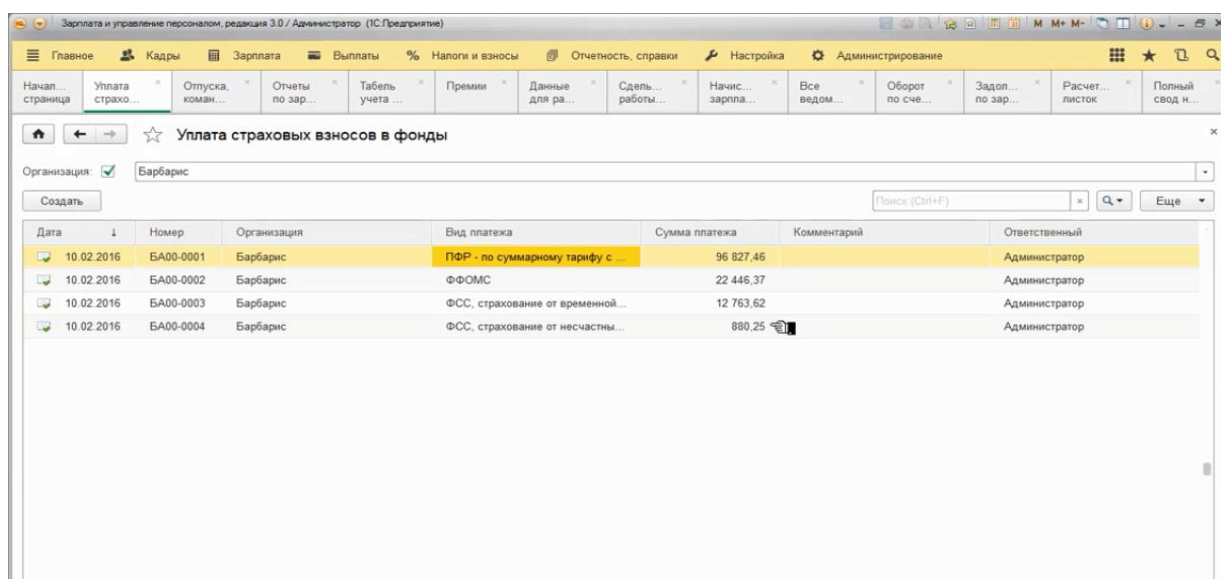 Зарплата и управление персоналом, редакция 3.0 / Администратор (1С:Предприятие) M M+ M-
Главное Кадры Зарплата Выплаты % Налоги и взносы Отчетность, справки Настройка Администрирование
Начал... Уплата Отпуска, Отчеты Табель Премии Данные Сдель... Начис... Все Оборот Задол... Расчет... Полный
страница страхо... коман... по зар... учета ... для ра... работы... зарпла... ведом... по сче... по зар... листок свод н...
Уплата страховых взносов в фонды
Организация: Барбарис
Создать Поиск (Ctrl+F) Еще
Дата Номер Организация Вид платежа Сумма платежа Комментарий Ответственный
10.02.2016 БА00-0001 Барбарис ПФР - по суммарному тарифу с ... 96 827,46 Администратор
10.02.2016 БА00-0002 Барбарис ФФОМС 22 446,37 Администратор
10.02.2016 БА00-0003 Барбарис ФСС, страхование от временной... 12 763,62 Администратор
10.02.2016 БА00-0004 Барбарис ФСС, страхование от несчастны... 880,25 Администратор